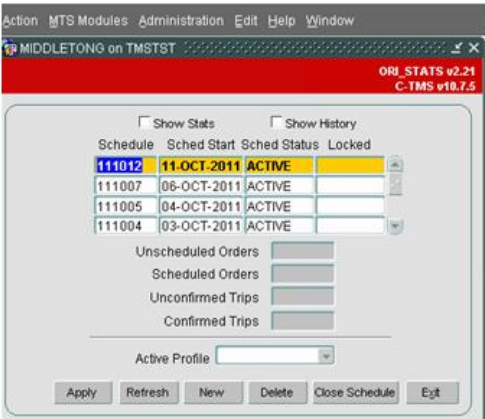 Action MTS Modules Administration Edit Help Window
MIDDLETONG on TMSTST
ORI_STATS v2.21
C-TMS v10.7.5
Show Stats Show History
Schedule Sched Start Sched Status Locked
111012 11-OCT-2011 ACTIVE
111007 06-OCT-2011 ACTIVE
111005 04-OCT-2011 ACTIVE
111004 03-OCT-2011 ACTIVE
Unscheduled Orders
Scheduled Orders
Unconfirmed Trips
Confirmed Trips
Active Profile
Apply Refresh New Delete Close Schedule Exit